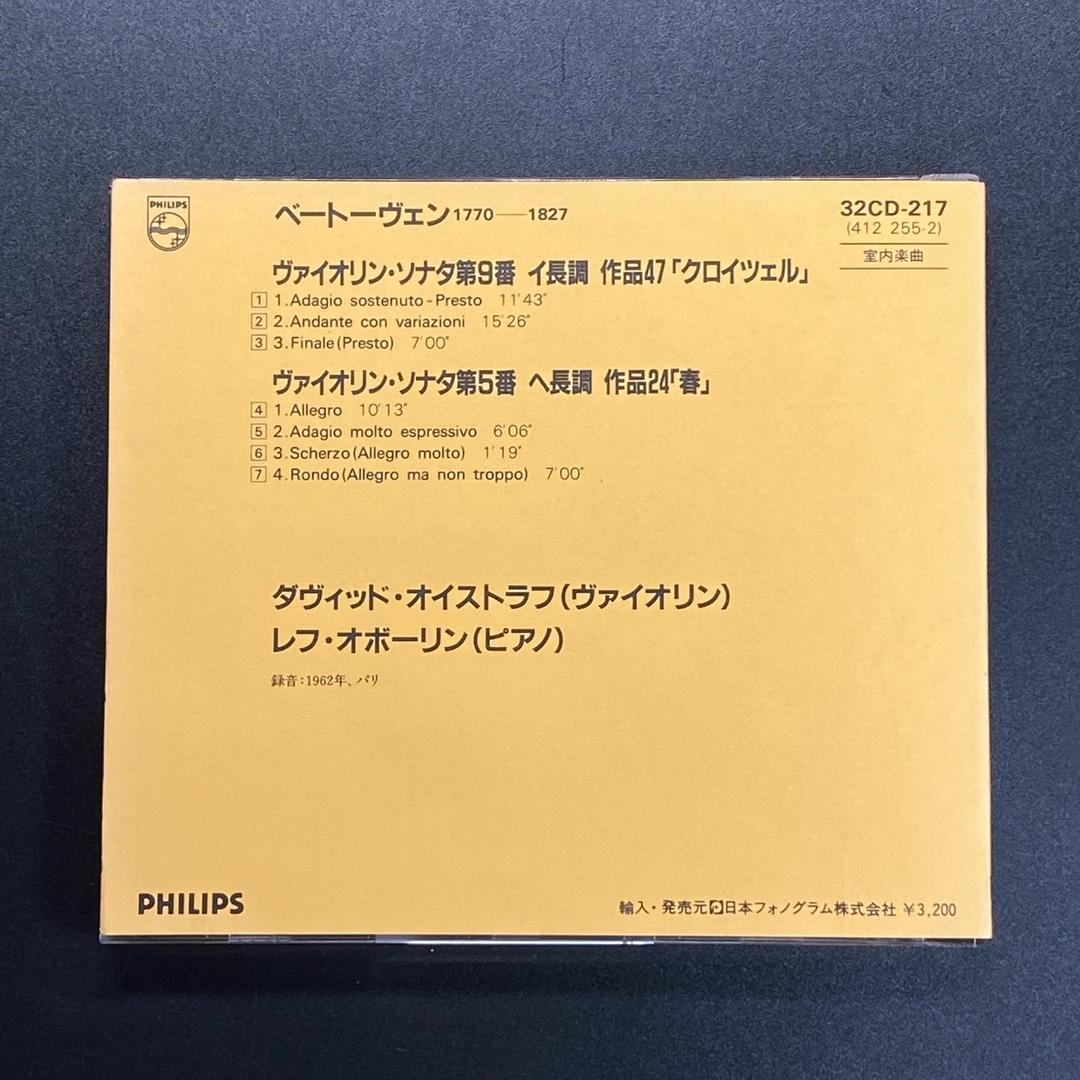 PHILIPS
ベートーヴェン1770——1827
32CD-217
(412 255-2)
室内楽曲
ヴァイオリン・ソナタ第9番 イ長調 作品47「クロイツェル」
1 1.Adagio sostenuto-Presto 11'43"
2 2.Andante con variazioni 15'26"
3 3.Finale(Presto) 7'00"
ヴァイオリン・ソナタ第5番 ヘ長調 作品24「春」
4 1.Allegro 10'13"
5 2.Adagio molto espressivo 6'06"
6 3.Scherzo(Allegro molto) 1'19"
7 4.Rondo(Allegro ma non troppo) 7'00"
ダヴィッド・オイストラフ(ヴァイオリン)
レフ・オボーリン(ピアノ)
録音:1962年、パリ
PHILIPS
輸入・発売元 日本フォノグラム株式会社 ¥3,200